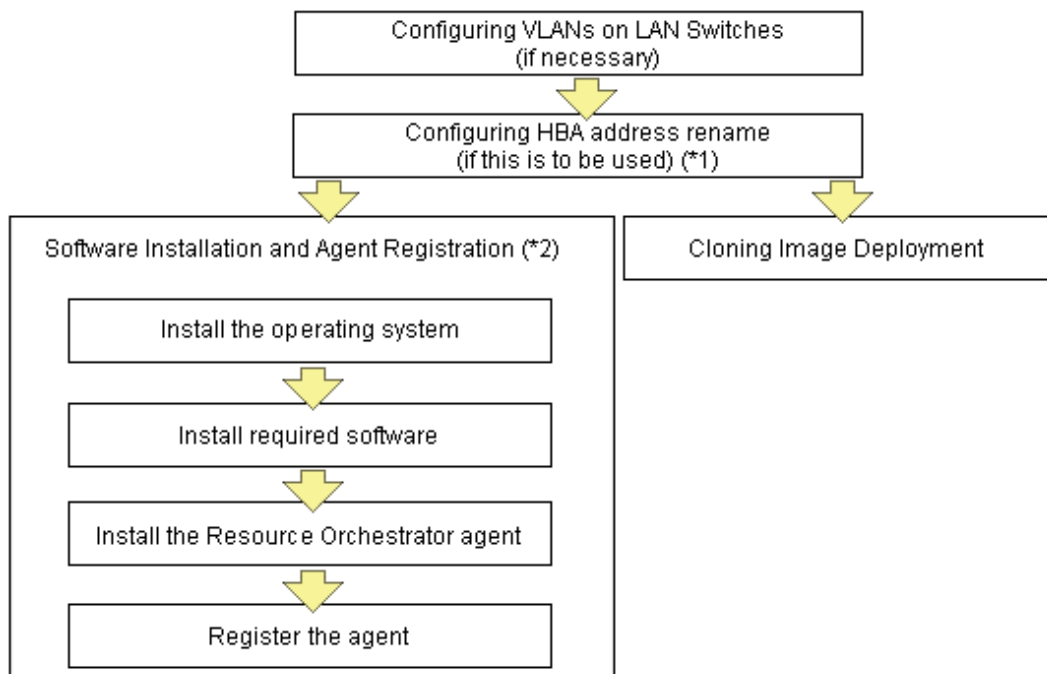 Configuring VLANs on LAN Switches
(if necessary)
Configuring HBA address rename
(if this is to be used) (*1)
Software Installation and Agent Registration (*2)
Cloning Image Deployment
Install the operating system
Install required software
Install the Resource Orchestrator agent
Register the agent